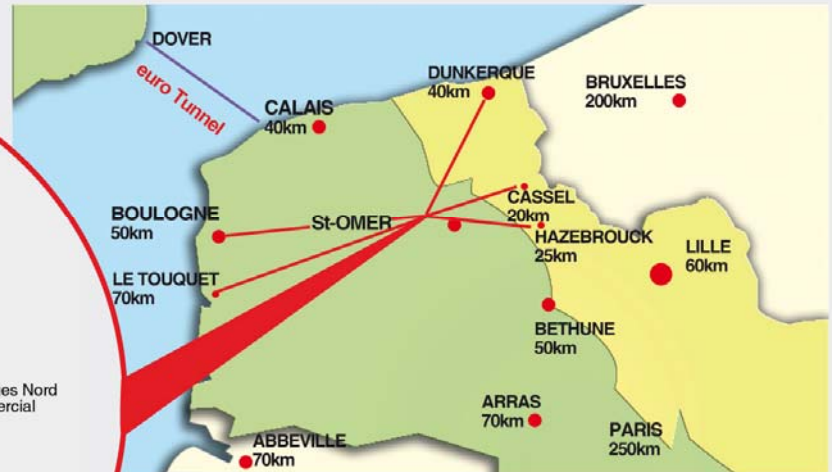 DOVER
euro Tunnel
CALAIS
40km
DUNKERQUE
40km
BRUXELLES
200km
CASSEL
20km
BOULOGNE
50km
St-OMER
HAZEBROUCK
25km
LILLE
60km
LE TOUQUET
70km
BETHUNE
50km
es Nord
ercial
ARRAS
70km
PARIS
250km
ABBEVILLE
70km